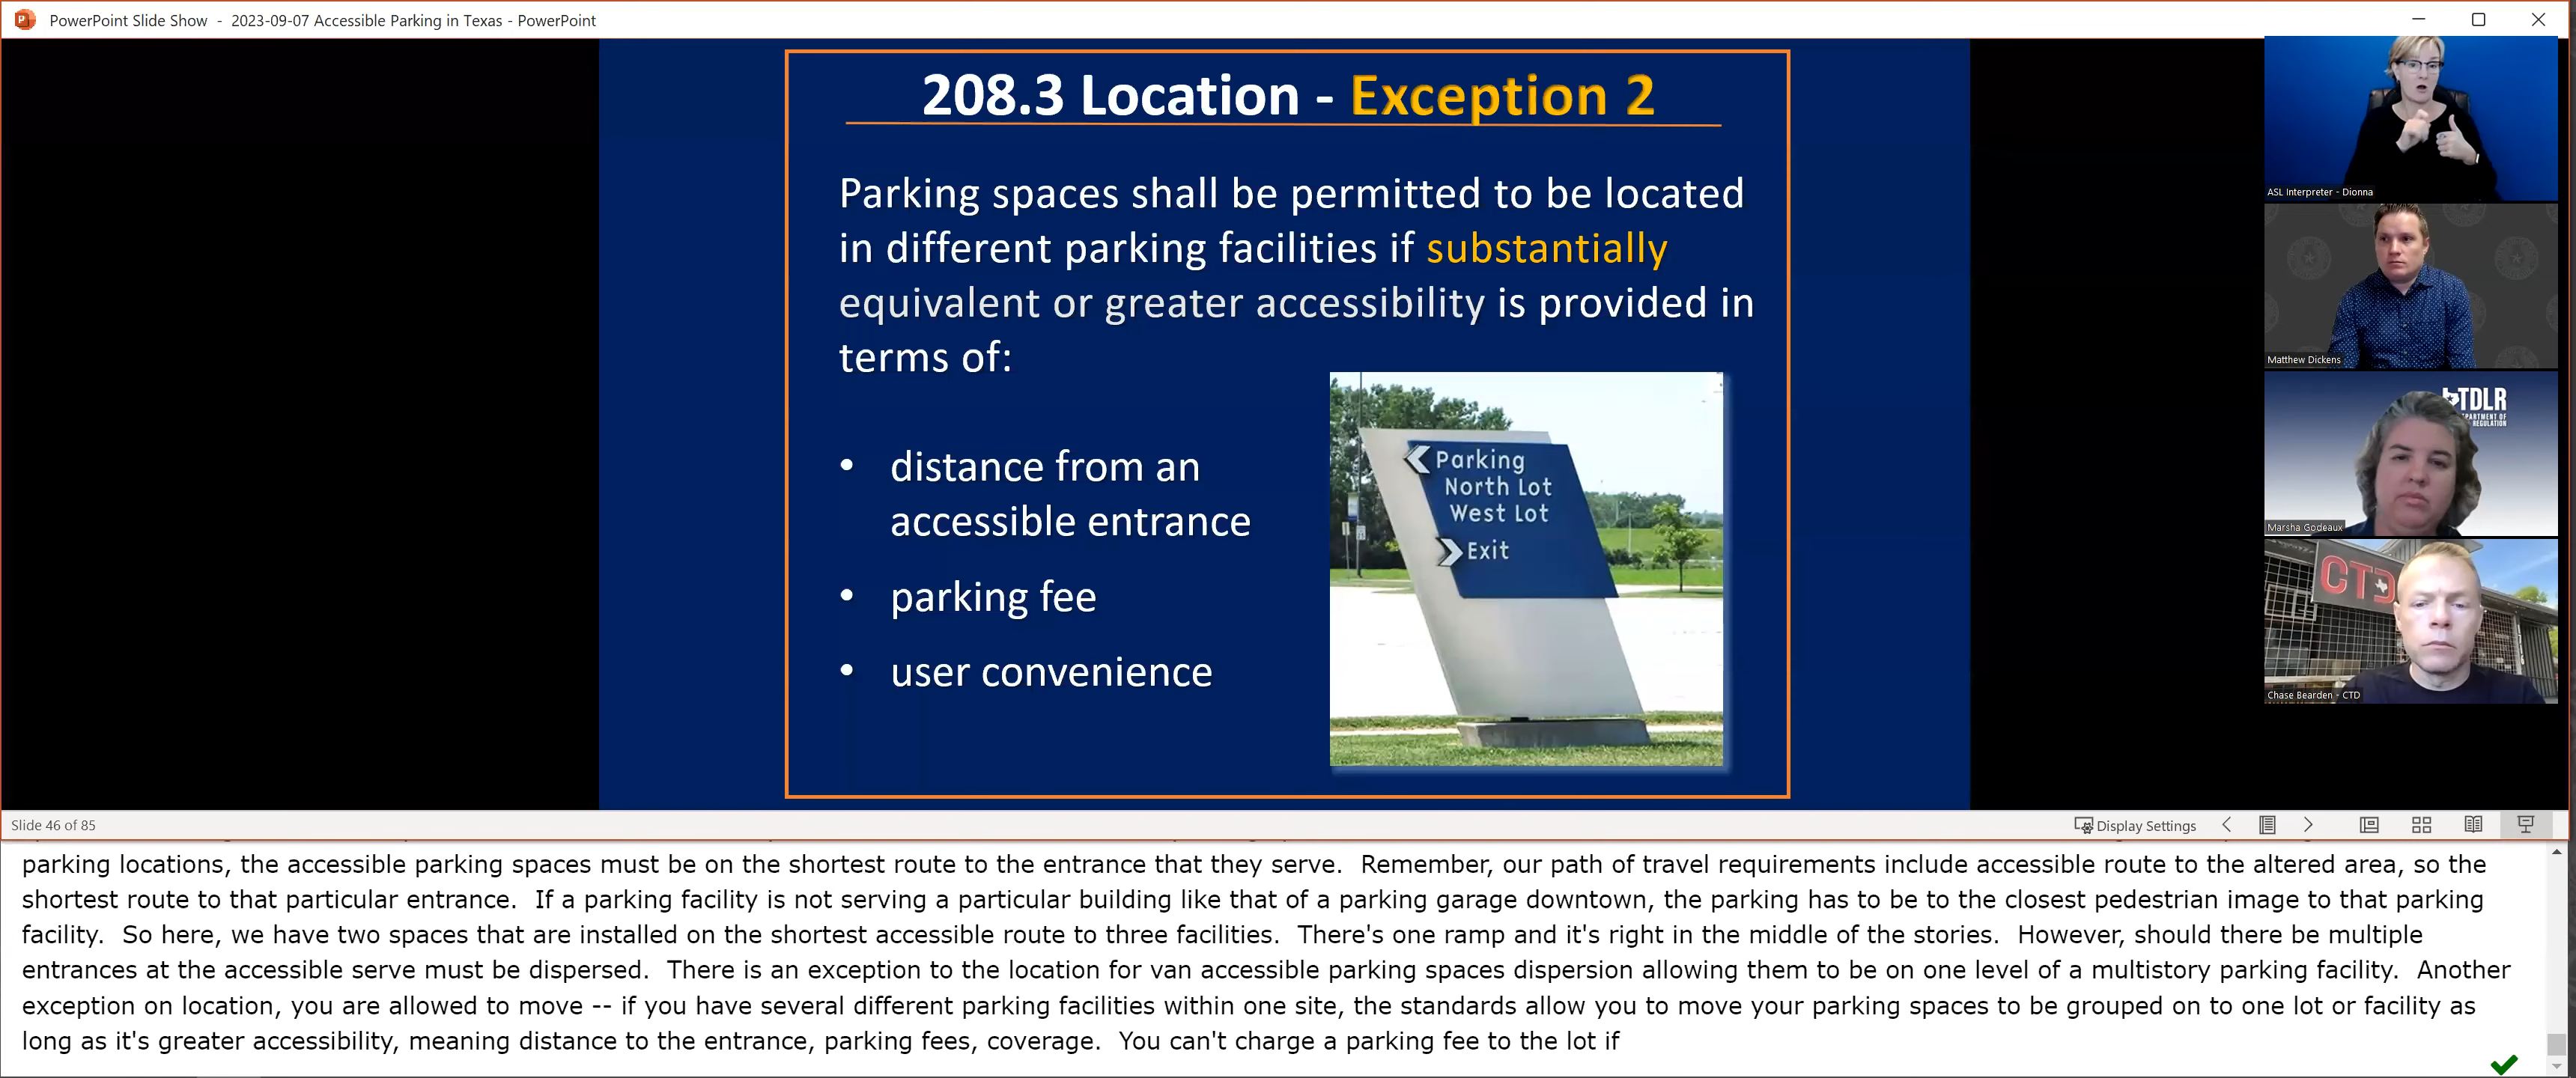 PowerPoint Slide Show - 2023-09-07 Accessible Parking in Texas - PowerPoint
208.3 Location - Exception 2
Parking spaces shall be permitted to be located
in different parking facilities if substantially
equivalent or greater accessibility is provided in
terms of:
• distance from an
accessible entrance
• parking fee
• user convenience
Parking
North Lot
West Lot
Exit
ASL Interpreter - Dionna
Matthew Dickens
TDLR
PARTMENT OF
REGULATION
Marsha Godeaux
CTD
Chase Bearden - CTD
Slide 46 of 85
Display Settings
parking locations, the accessible parking spaces must be on the shortest route to the entrance that they serve. Remember, our path of travel requirements include accessible route to the altered area, so the
shortest route to that particular entrance. If a parking facility is not serving a particular building like that of a parking garage downtown, the parking has to be to the closest pedestrian image to that parking
facility. So here, we have two spaces that are installed on the shortest accessible route to three facilities. There's one ramp and it's right in the middle of the stories. However, should there be multiple
entrances at the accessible serve must be dispersed. There is an exception to the location for van accessible parking spaces dispersion allowing them to be on one level of a multistory parking facility. Another
exception on location, you are allowed to move -- if you have several different parking facilities within one site, the standards allow you to move your parking spaces to be grouped on to one lot or facility as
long as it's greater accessibility, meaning distance to the entrance, parking fees, coverage. You can't charge a parking fee to the lot if